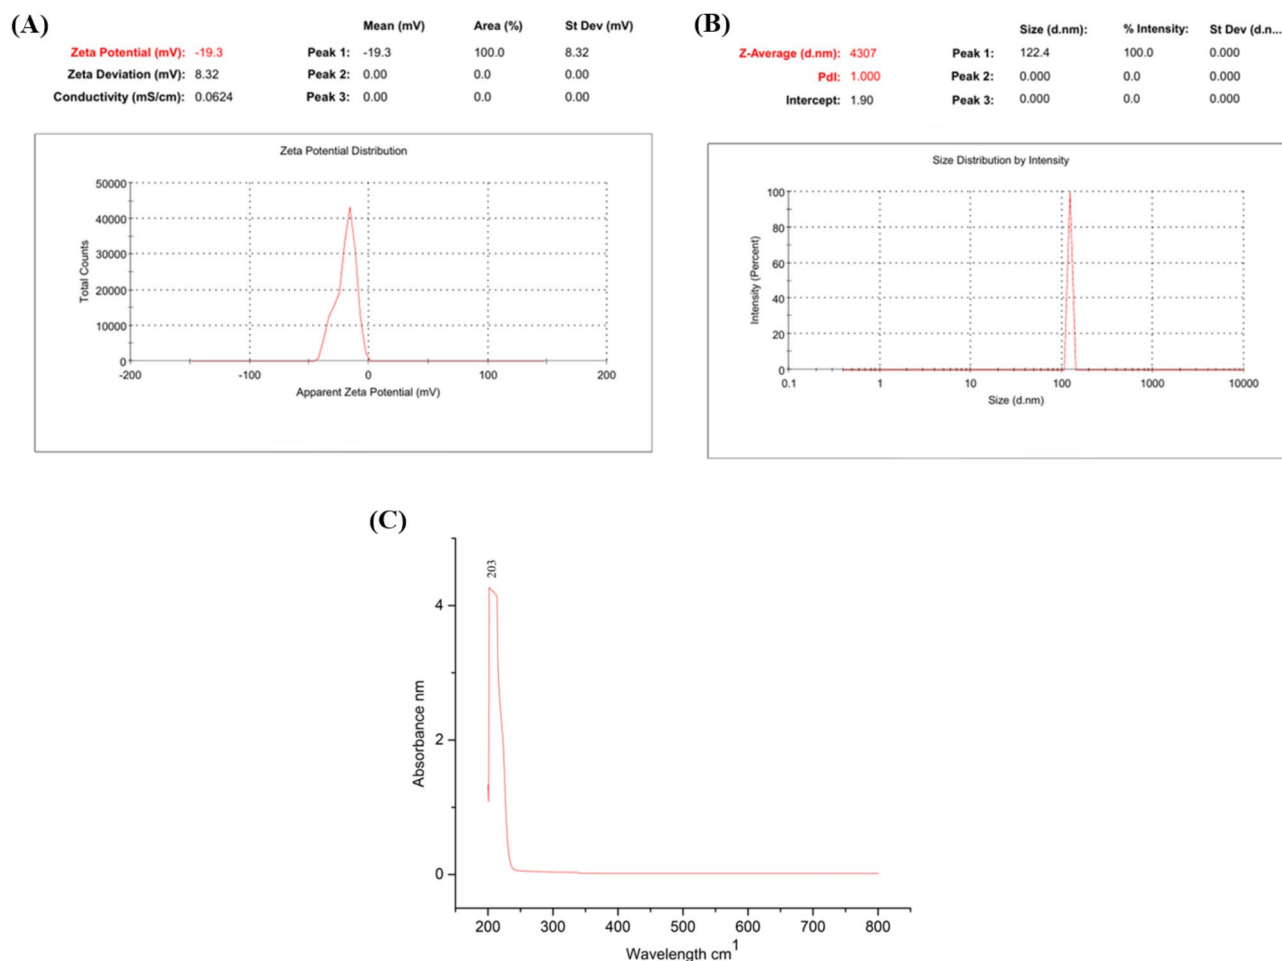 (A)
Mean (mV) Area (%) St Dev (mV)
Zeta Potential (mV): -19.3 Peak 1: -19.3 100.0 8.32
Zeta Deviation (mV): 8.32 Peak 2: 0.00 0.0 0.00
Conductivity (mS/cm): 0.0624 Peak 3: 0.00 0.0 0.00
Zeta Potential Distribution
Total Counts
50000
40000
30000
20000
10000
0
-200 -100 0 100 200
Apparent Zeta Potential (mV)
(B)
Size (d.nm): % Intensity: St Dev (d.n...
Z-Average (d.nm): 4307 Peak 1: 122.4 100.0 0.000
PdI: 1.000 Peak 2: 0.000 0.0 0.000
Intercept: 1.90 Peak 3: 0.000 0.0 0.000
Size Distribution by Intensity
Intensity (Percent)
100
80
60
40
20
0
0.1 1 10 100 1000 10000
Size (d.nm)
(C)
203
Absorbance nm
4
2
0
200 300 400 500 600 700 800
Wavelength cm1